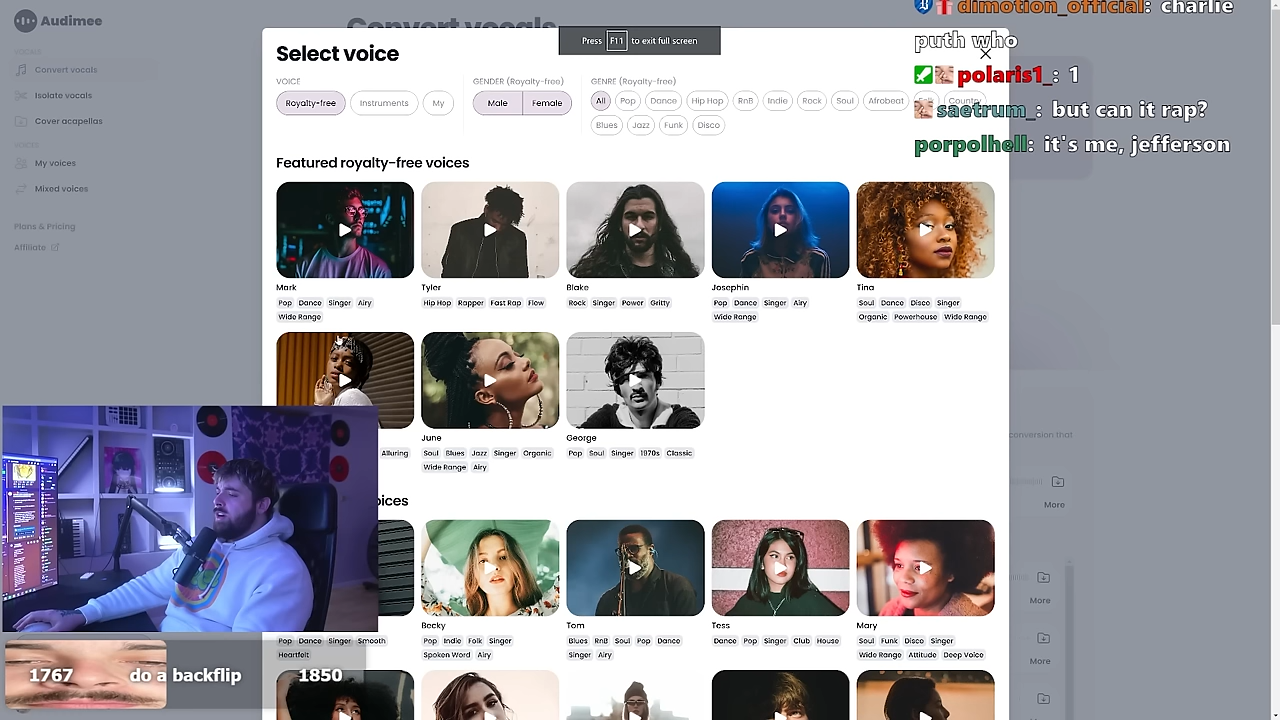 Audimee
Convert vocals
dimotion_official: charlie
puth who
polaris1_: 1
saetrum_: but can it rap?
porpolhell: it's me, jefferson
Press F11 to exit full screen
Convert vocals
Isolate vocals
Cover acapellas
VOICES
My voices
Mixed voices
Plans & Pricing
Affiliate
Select voice
VOICE
Royalty-free
Instruments
My
GENDER (Royalty-free)
Male
Female
GENRE (Royalty-free)
All Pop Dance Hip Hop RnB Indie Rock Soul Afrobeat Folk Country
Blues Jazz Funk Disco
Featured royalty-free voices
Mark
Pop Dance Singer Airy
Wide Range
Tyler
Hip Hop Rapper Fast Rap Flow
Blake
Rock Singer Power Gritty
Josephin
Pop Dance Singer Airy
Wide Range
Tina
Soul Dance Disco Singer
Organic Powerhouse Wide Range
Alluring
June
Soul Blues Jazz Singer Organic
Wide Range Airy
George
Pop Soul Singer 1970s Classic
oices
Pop Dance Singer Smooth
Heartfelt
Becky
Pop Indie Folk Singer
Spoken Word Airy
Tom
Blues RnB Soul Pop Dance
Singer Airy
Tess
Dance Pop Singer Club House
Mary
Soul Funk Disco Singer
Wide Range Attitude Deep Voice
conversion that
More
More
More
1767 do a backflip 1850